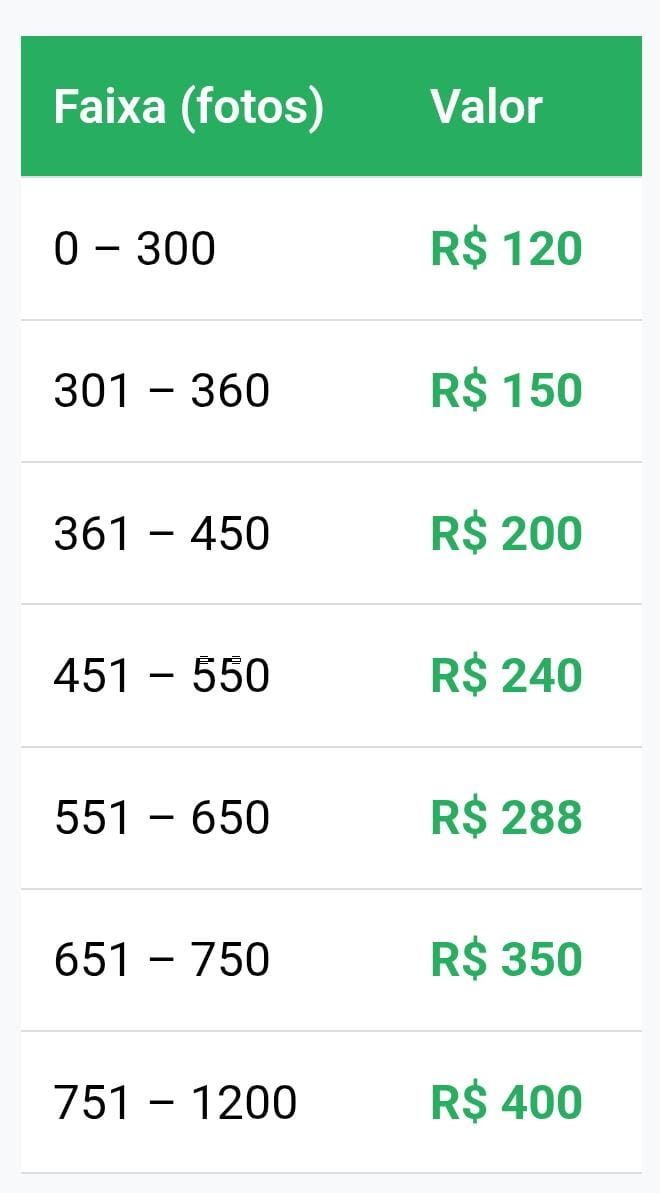 Faixa (fotos) Valor
0 – 300 R$ 120
301 – 360 R$ 150
361 – 450 R$ 200
451 – 550 R$ 240
551 – 650 R$ 288
651 – 750 R$ 350
751 – 1200 R$ 400